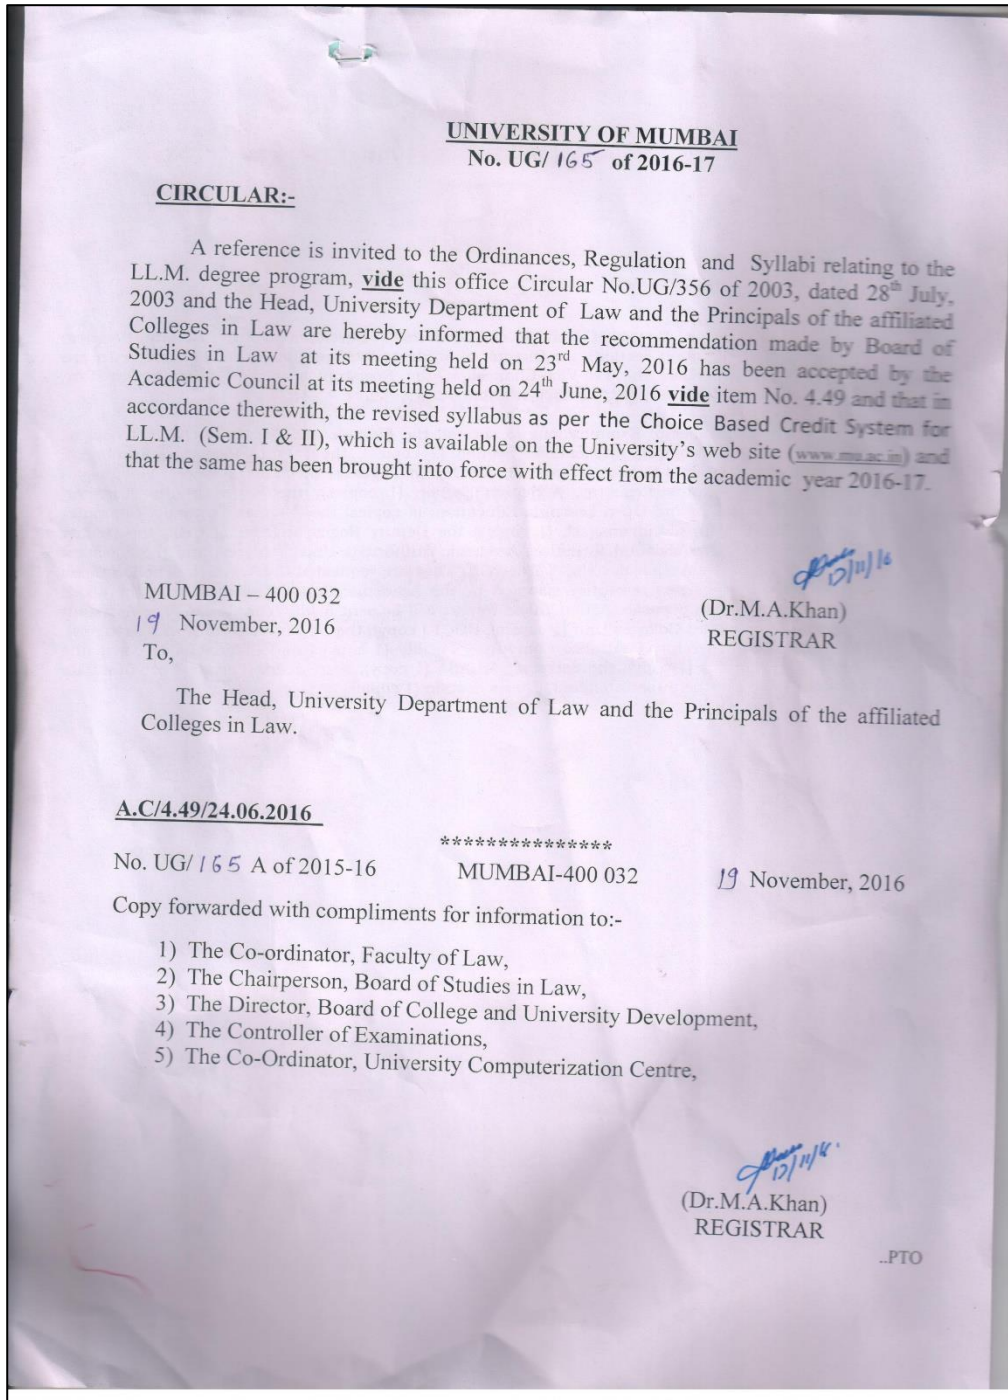 UNIVERSITY OF MUMBAI
No. UG/ 165 of 2016-17
CIRCULAR:-
A reference is invited to the Ordinances, Regulation and Syllabi relating to the
LL.M. degree program, vide this office Circular No.UG/356 of 2003, dated 28th July,
2003 and the Head, University Department of Law and the Principals of the affiliated
Colleges in Law are hereby informed that the recommendation made by Board of
Studies in Law at its meeting held on 23rd May, 2016 has been accepted by the
Academic Council at its meeting held on 24th June, 2016 vide item No. 4.49 and that in
accordance therewith, the revised syllabus as per the Choice Based Credit System for
LL.M. (Sem. I & II), which is available on the University's web site (www.mu.ac.in) and
that the same has been brought into force with effect from the academic year 2016-17.
MUMBAI – 400 032
19 November, 2016
To,
(Dr.M.A.Khan)
REGISTRAR
The Head, University Department of Law and the Principals of the affiliated
Colleges in Law.
A.C/4.49/24.06.2016
***************
No. UG/ 165 A of 2015-16 MUMBAI-400 032 19 November, 2016
Copy forwarded with compliments for information to:-
1) The Co-ordinator, Faculty of Law,
2) The Chairperson, Board of Studies in Law,
3) The Director, Board of College and University Development,
4) The Controller of Examinations,
5) The Co-Ordinator, University Computerization Centre,
(Dr.M.A.Khan)
REGISTRAR
..PTO